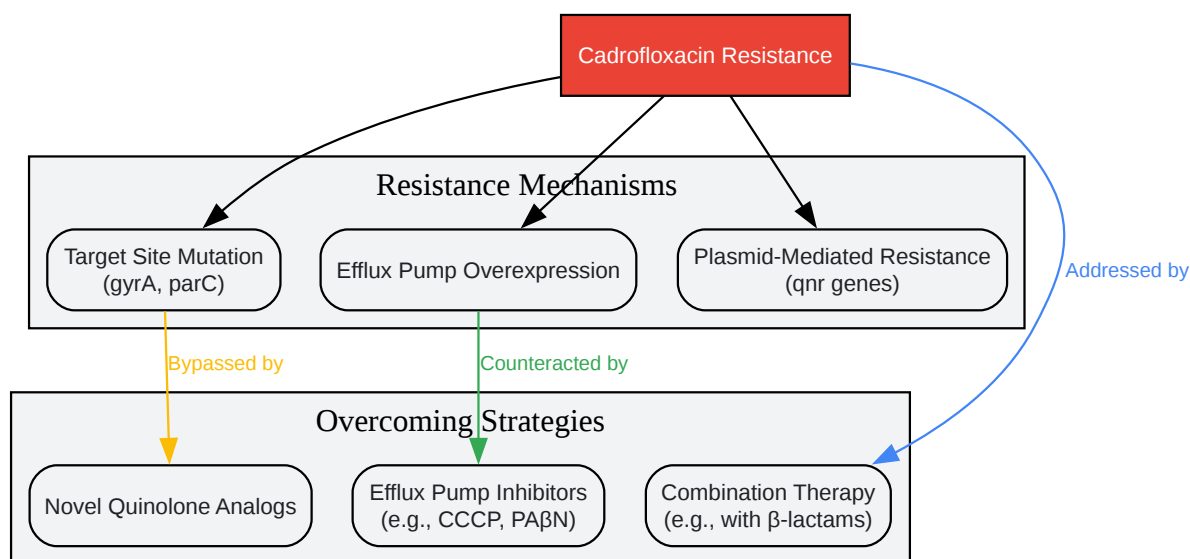 Cadrofloxacin Resistance
Resistance Mechanisms
Target Site Mutation
(gyrA, parC)
Efflux Pump Overexpression
Plasmid-Mediated Resistance
(qnr genes)
Addressed by
Bypassed by
Counteracted by
Overcoming Strategies
Novel Quinolone Analogs
Efflux Pump Inhibitors
(e.g., CCCP, PAβN)
Combination Therapy
(e.g., with β-lactams)